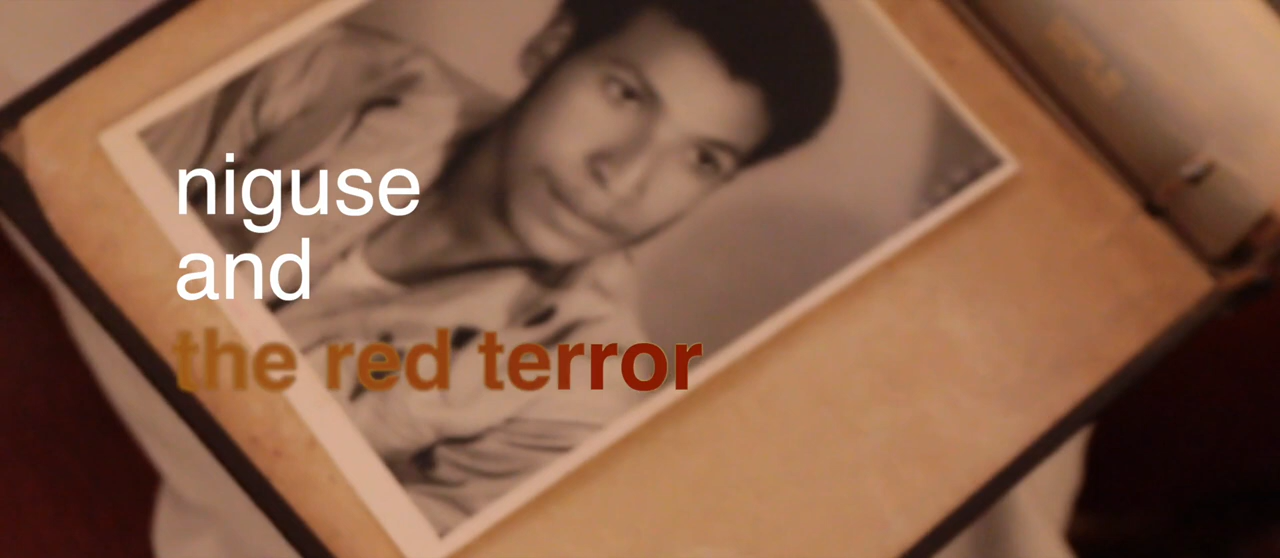 niguse
and
the red terror